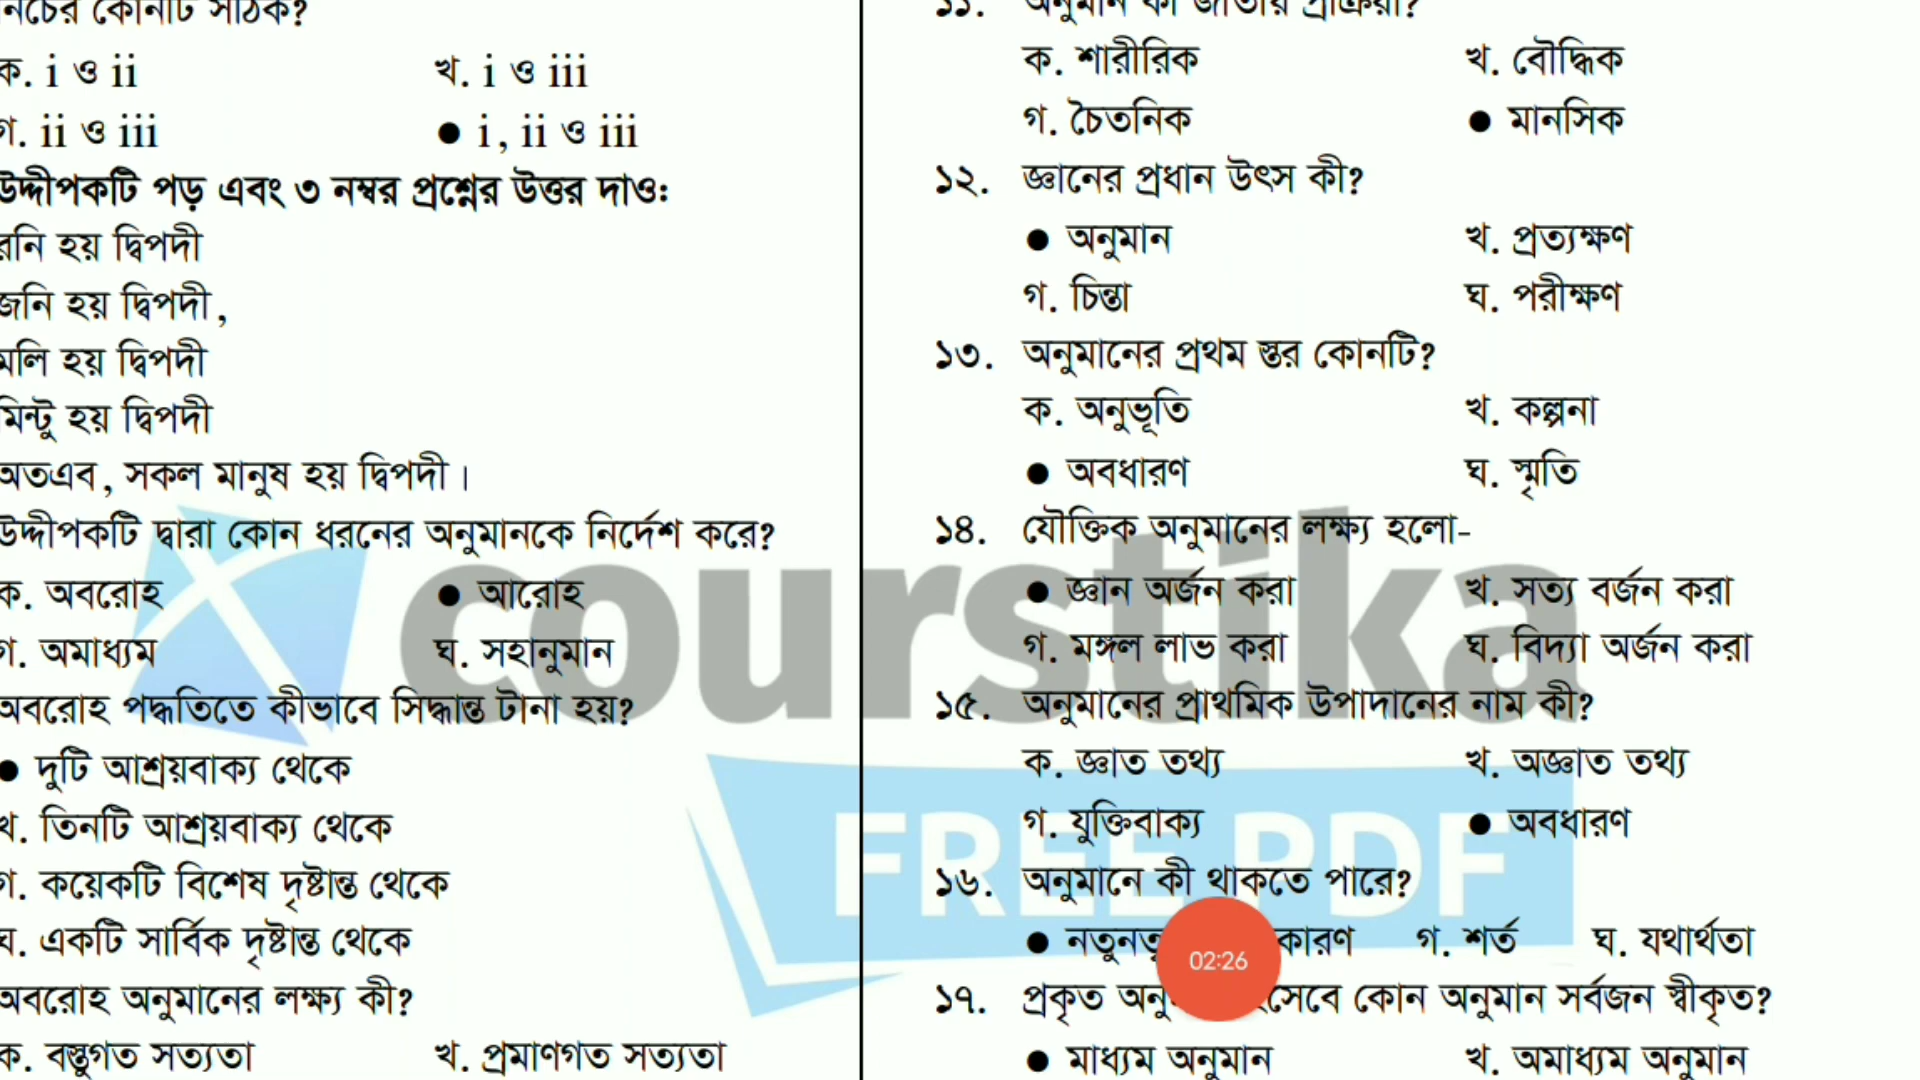 নিচের কোনটি সঠিক?
ক. i ও ii খ. i ও iii
গ. ii ও iii ● i, ii ও iii
উদ্দীপকটি পড় এবং ৩ নম্বর প্রশ্নের উত্তর দাও:
রনি হয় দ্বিপদী
জনি হয় দ্বিপদী,
মলি হয় দ্বিপদী
মিন্টু হয় দ্বিপদী
অতএব, সকল মানুষ হয় দ্বিপদী।
উদ্দীপকটি দ্বারা কোন ধরনের অনুমানকে নির্দেশ করে?
ক. অবরোহ ● আরোহ
গ. অমাধ্যম ঘ. সহানুমান
অবরোহ পদ্ধতিতে কীভাবে সিদ্ধান্ত টানা হয়?
● দুটি আশ্রয়বাক্য থেকে
খ. তিনটি আশ্রয়বাক্য থেকে
গ. কয়েকটি বিশেষ দৃষ্টান্ত থেকে
ঘ. একটি সার্বিক দৃষ্টান্ত থেকে
অবরোহ অনুমানের লক্ষ্য কী?
ক. বস্তুগত সত্যতা খ. প্রমাণগত সত্যতা
১১. অনুমান কী জাতীয় প্রক্রিয়া?
ক. শারীরিক খ. বৌদ্ধিক
গ. চৈতনিক ● মানসিক
১২. জ্ঞানের প্রধান উৎস কী?
● অনুমান খ. প্রত্যক্ষণ
গ. চিন্তা ঘ. পরীক্ষণ
১৩. অনুমানের প্রথম স্তর কোনটি?
ক. অনুভূতি খ. কল্পনা
● অবধারণ ঘ. স্মৃতি
১৪. যৌক্তিক অনুমানের লক্ষ্য হলো-
● জ্ঞান অর্জন করা খ. সত্য বর্জন করা
গ. মঙ্গল লাভ করা ঘ. বিদ্যা অর্জন করা
১৫. অনুমানের প্রাথমিক উপাদানের নাম কী?
ক. জ্ঞাত তথ্য খ. অজ্ঞাত তথ্য
গ. যুক্তিবাক্য ● অবধারণ
১৬. অনুমানে কী থাকতে পারে?
● নতুনত্ব কারণ গ. শর্ত ঘ. যথার্থতা
১৭. প্রকৃত কোন অনুমান সর্বজন স্বীকৃত?
● মাধ্যম অনুমান খ. অমাধ্যম অনুমান
courstika
FREE PDF
02:26